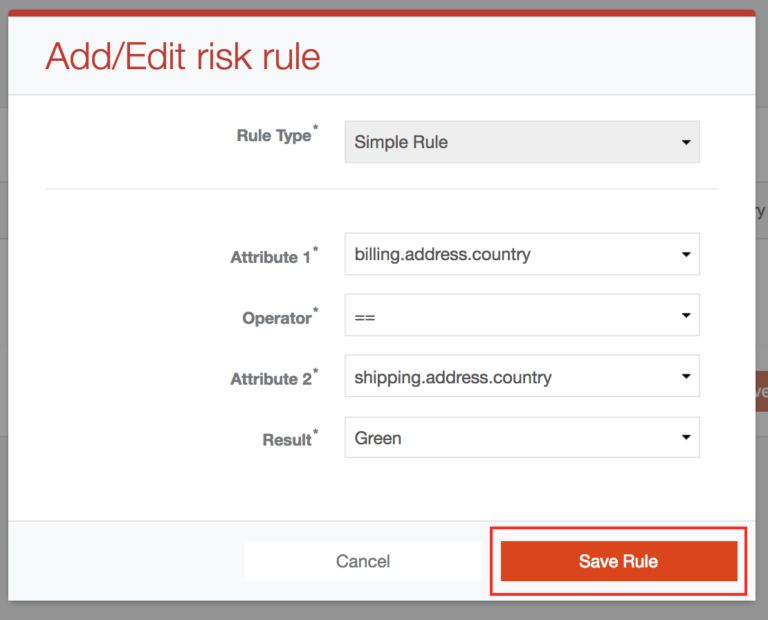 Add/Edit risk rule
Rule Type*
Simple Rule
Attribute 1*
billing.address.country
Operator*
==
Attribute 2*
shipping.address.country
Result*
Green
Cancel
Save Rule